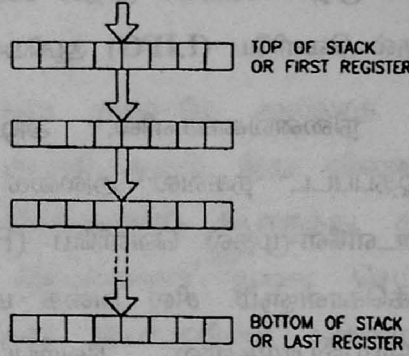 TOP OF STACK
OR FIRST REGISTER
BOTTOM OF STACK
OR LAST REGISTER